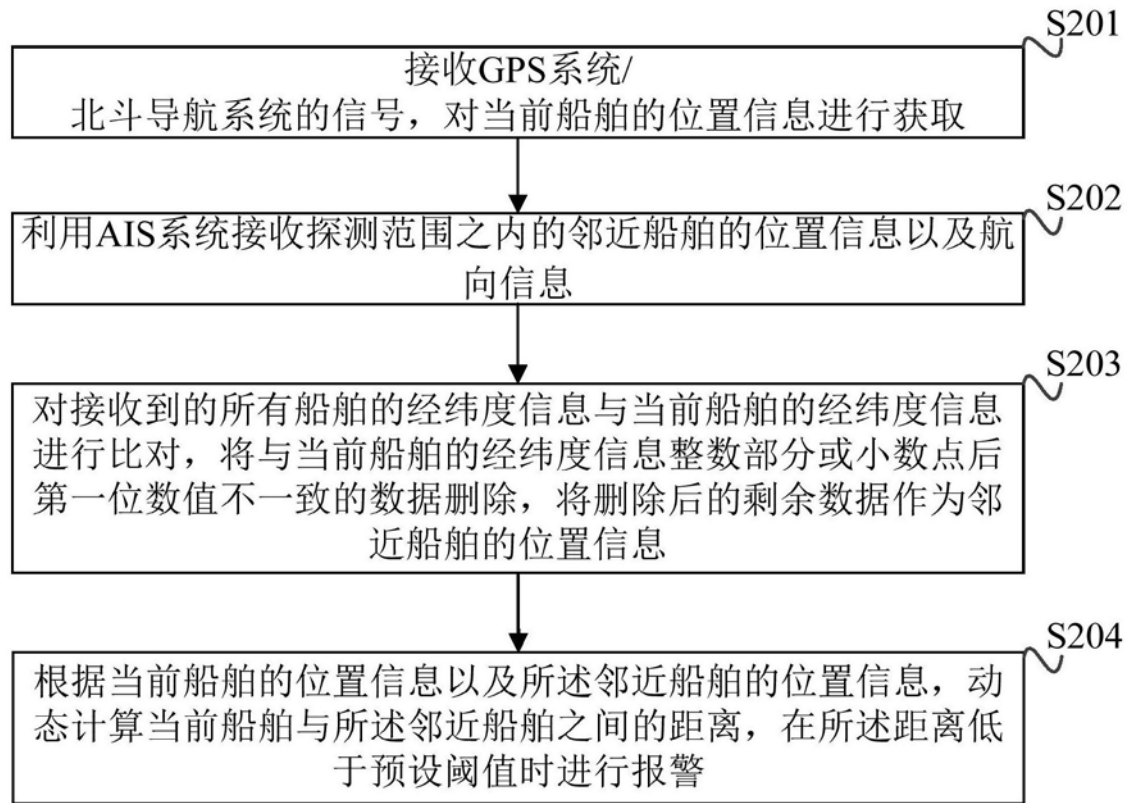 S201
接收GPS系统/
北斗导航系统的信号，对当前船舶的位置信息进行获取
S202
利用AIS系统接收探测范围之内的邻近船舶的位置信息以及航
向信息
S203
对接收到的所有船舶的经纬度信息与当前船舶的经纬度信息
进行比对，将与当前船舶的经纬度信息整数部分或小数点后
第一位数值不一致的数据删除，将删除后的剩余数据作为邻
近船舶的位置信息
S204
根据当前船舶的位置信息以及所述邻近船舶的位置信息，动
态计算当前船舶与所述邻近船舶之间的距离，在所述距离低
于预设阈值时进行报警